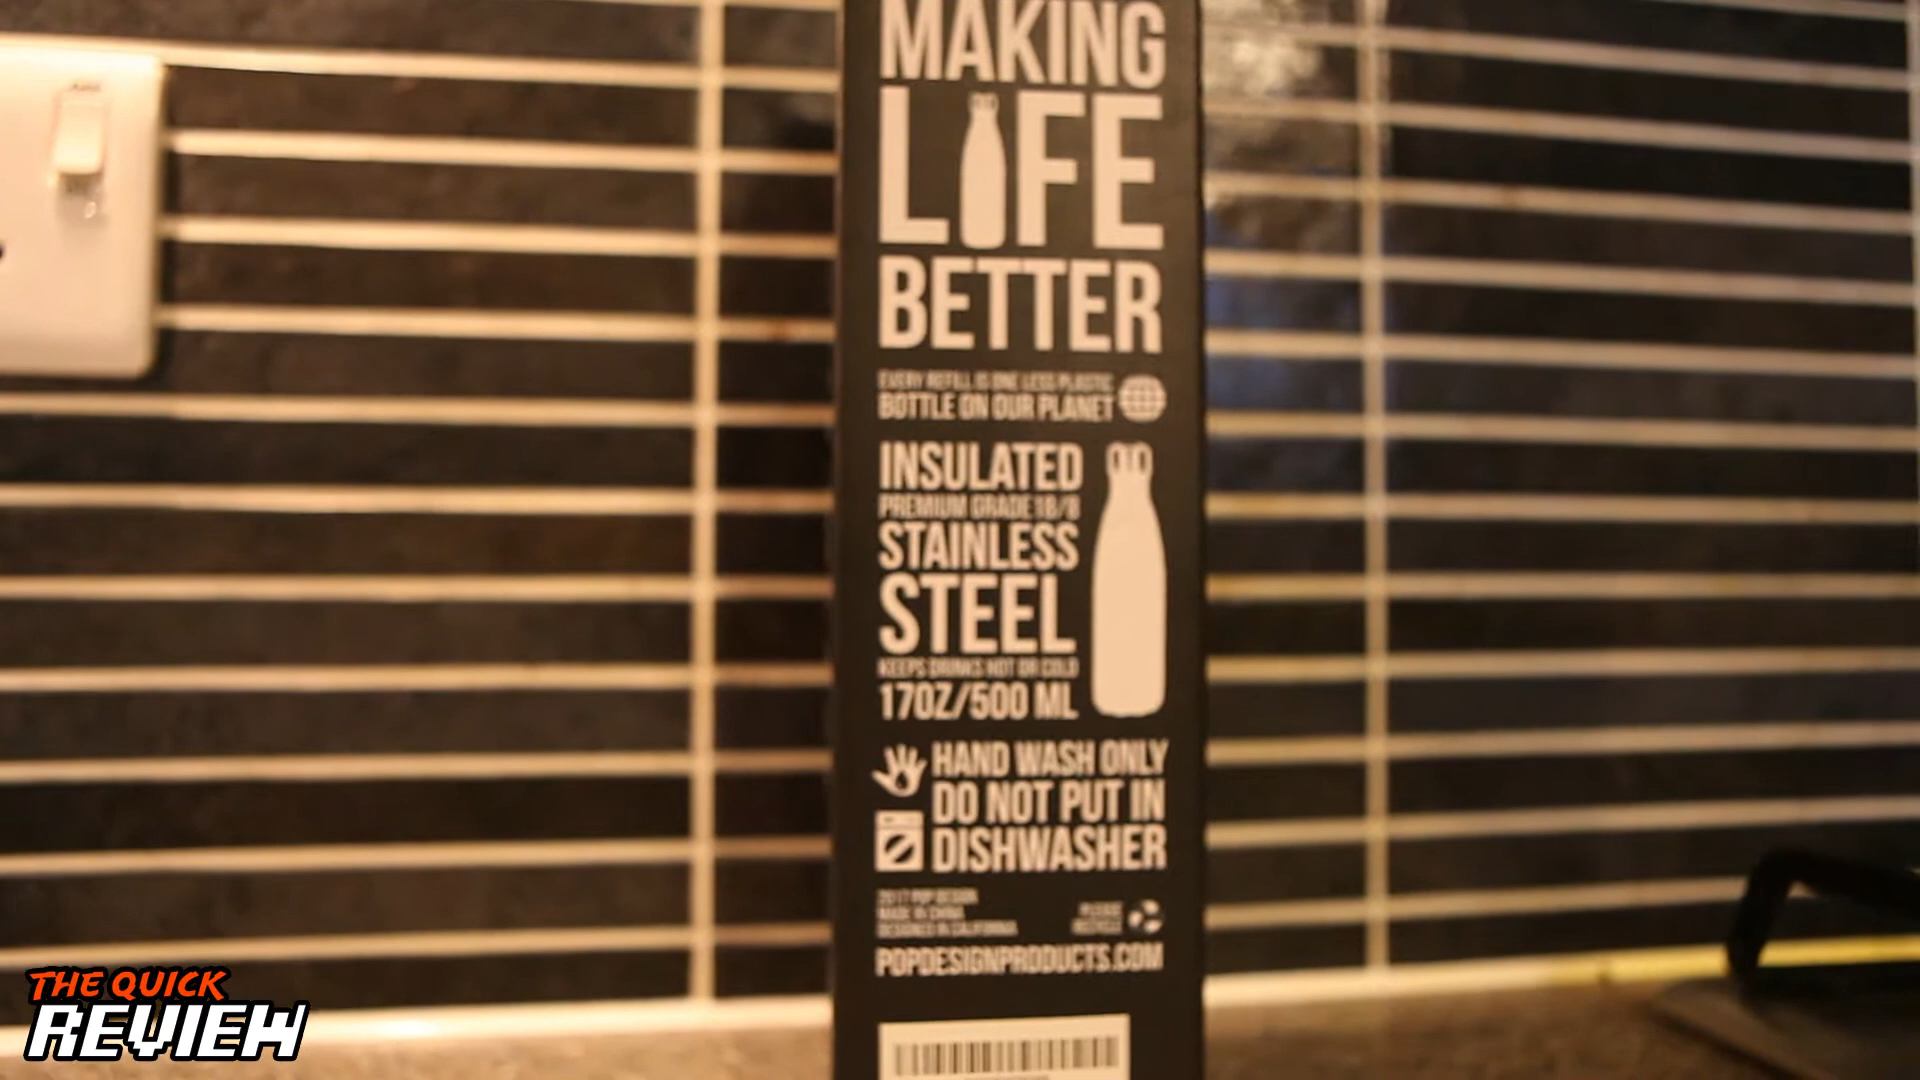 MAKING
LIFE
BETTER
EVERY REFILL IS ONE LESS PLASTIC
BOTTLE ON OUR PLANET
INSULATED
PREMIUM GRADE 18/8
STAINLESS
STEEL
KEEPS DRINKS HOT OR COLD
17OZ/500 ML
HAND WASH ONLY
DO NOT PUT IN
DISHWASHER
2017 POP DESIGN
MADE IN CHINA
DESIGNED IN CALIFORNIA
PLEASE
RECYCLE
POPDESIGNPRODUCTS.COM
THE QUICK
REVIEW